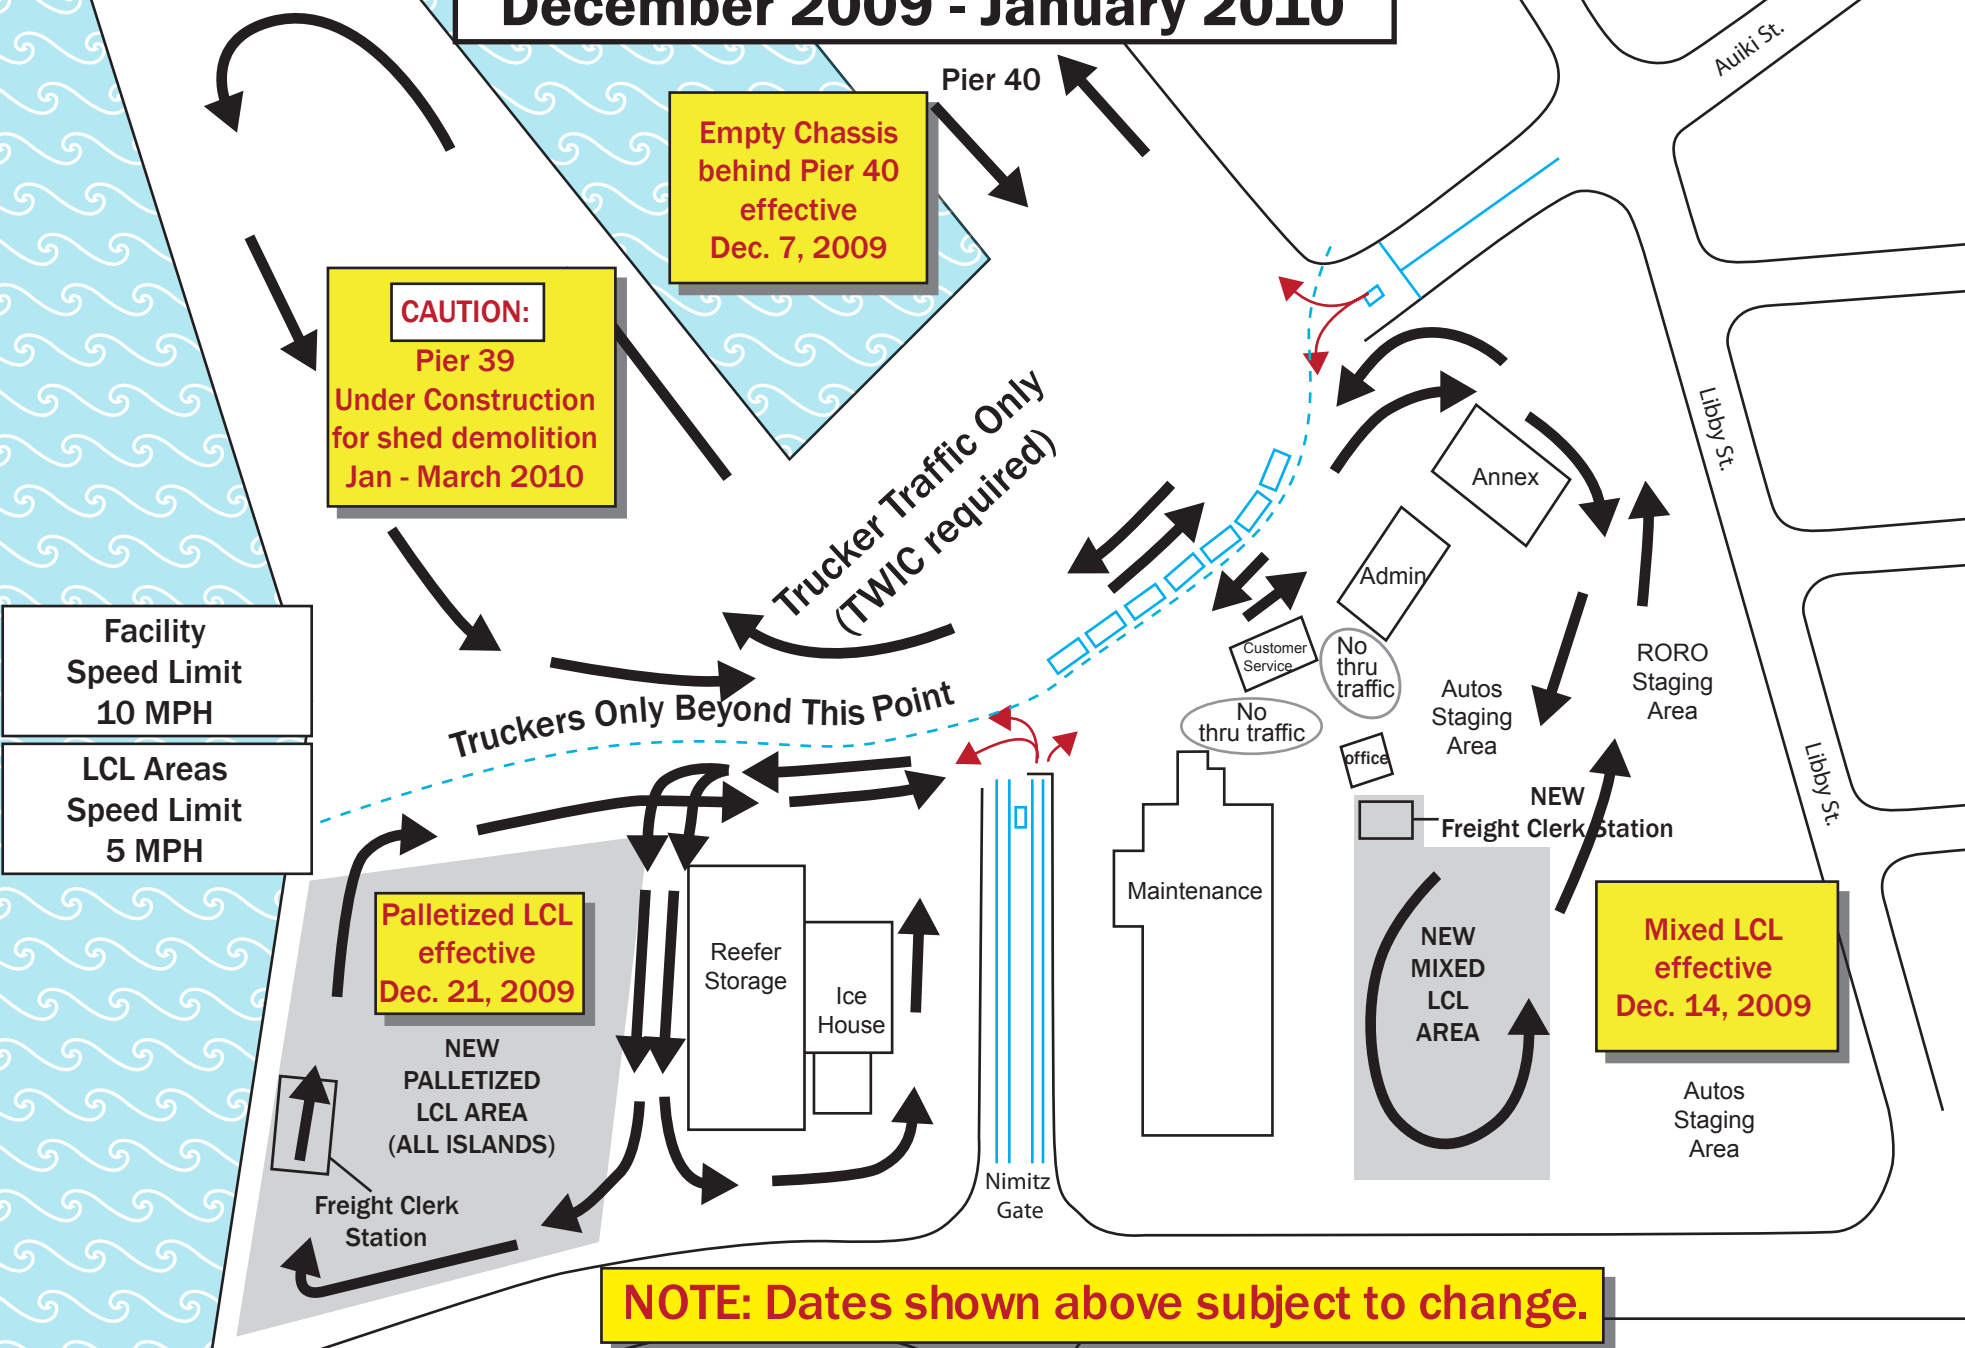 December 2009 - January 2010
Auiki St.
Pier 40
Empty Chassis
behind Pier 40
effective
Dec. 7, 2009
CAUTION:
Pier 39
Under Construction
for shed demolition
Jan - March 2010
Trucker Traffic Only
(TWIC required)
Libby St.
Annex
Admin
Facility
Speed Limit
10 MPH
LCL Areas
Speed Limit
5 MPH
Truckers Only Beyond This Point
Customer
Service
No
thru
traffic
No
thru traffic
Autos
Staging
Area
RORO
Staging
Area
office
Libby St.
NEW
Freight Clerk Station
Maintenance
Palletized LCL
effective
Dec. 21, 2009
NEW
PALLETIZED
LCL AREA
(ALL ISLANDS)
Freight Clerk
Station
Reefer
Storage
Ice
House
Nimitz
Gate
NEW
MIXED
LCL
AREA
Mixed LCL
effective
Dec. 14, 2009
Autos
Staging
Area
NOTE: Dates shown above subject to change.